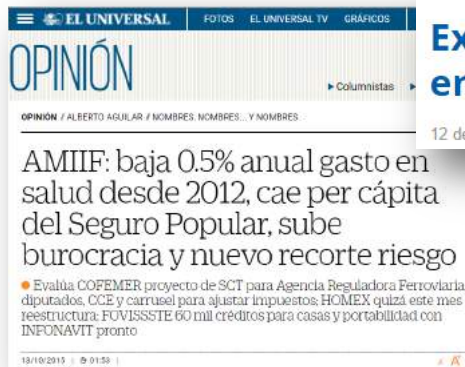 EL UNIVERSAL
FOTOS EL UNIVERSAL TV GRÁFICOS
Ex
OPINIÓN
en
▸ Columnistas ▸
12 de
OPINIÓN / ALBERTO AGUILAR / NOMBRES, NOMBRES... Y NOMBRES
AMIIF: baja 0.5% anual gasto en
salud desde 2012, cae per cápita
del Seguro Popular, sube
burocracia y nuevo recorte riesgo
● Evalúa COFEMER proyecto de SCT para Agencia Reguladora Ferroviaria
diputados, CCE y carrusel para ajustar impuestos; HOMEX quizá este mes
reestructura; FOVISSSTE 60 mil créditos para casas y portabilidad con
INFONAVIT pronto
13/10/2015 | 01:53 |
A